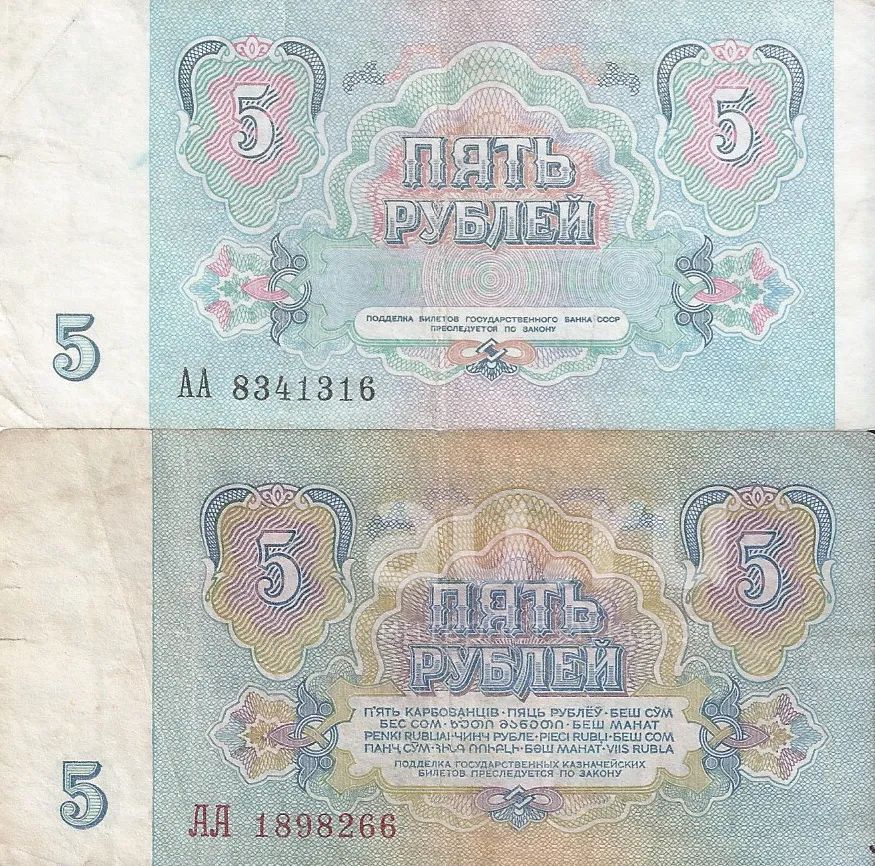 5
5
ПЯТЬ
РУБЛЕЙ
ПОДДЕЛКА БИЛЕТОВ ГОСУДАРСТВЕННОГО БАНКА СССР
ПРЕСЛЕДУЕТСЯ ПО ЗАКОНУ
5
АА 8341316
5
5
ПЯТЬ
РУБЛЕЙ
П'ЯТЬ КАРБОВАНЦІВ · ПЯЦЬ РУБЛЁЎ · БЕШ СЎМ
БЕС СОМ · ᲮᲣᲗᲘ ᲛᲐᲜᲔᲗᲘ · БЕШ МАНАТ
PENKI RUBLIAI · ЧИНЧ РУБЛЕ · PIECI RUBĻI · БЕШ СОМ
ПАНҶ СӮМ · ՀԻՆԳ ՌՈՒԲԼԻ · БӘШ МАНАТ · VIIS RUBLA
ПОДДЕЛКА ГОСУДАРСТВЕННЫХ КАЗНАЧЕЙСКИХ
БИЛЕТОВ ПРЕСЛЕДУЕТСЯ ПО ЗАКОНУ
5
АА 1898266